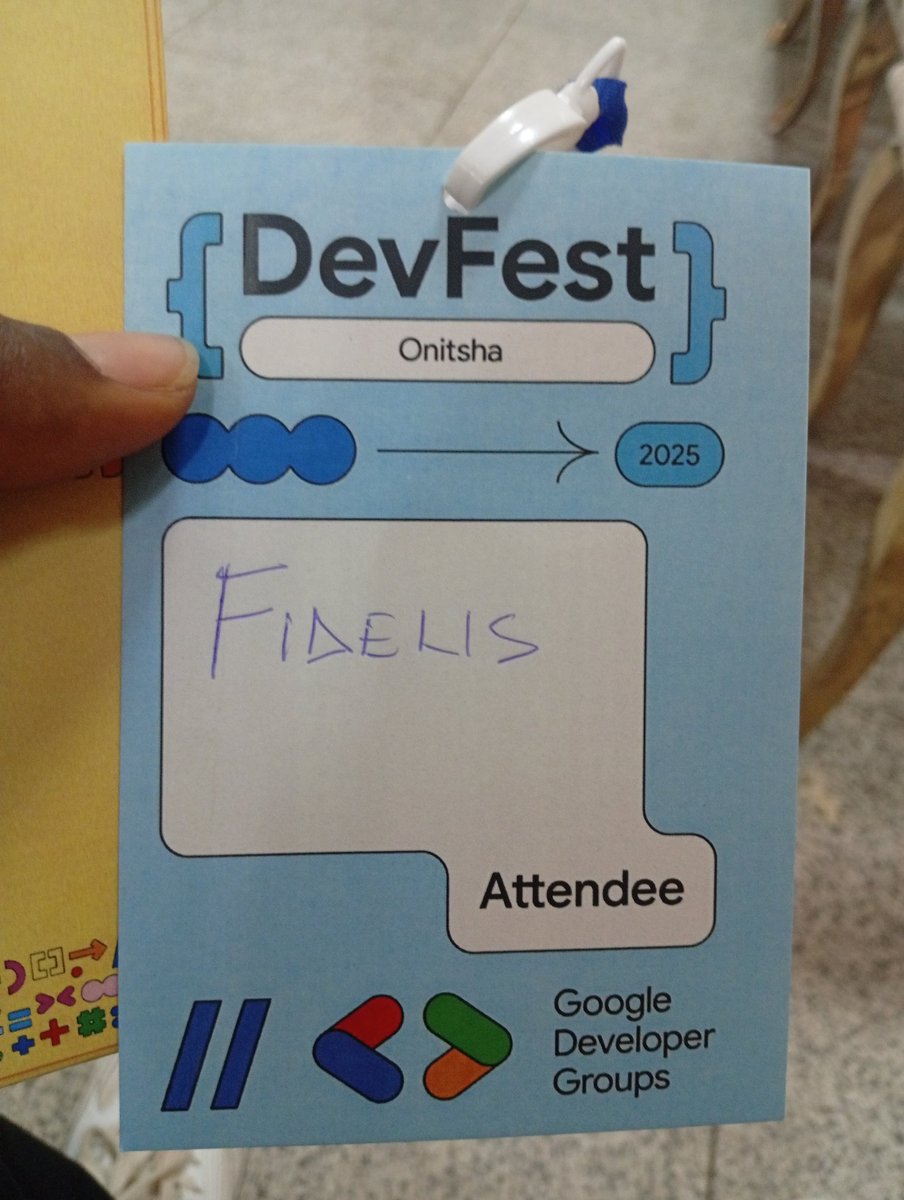 { DevFest }
Onitsha
2025
FIDELIS
Attendee
// < >
Google
Developer
Groups